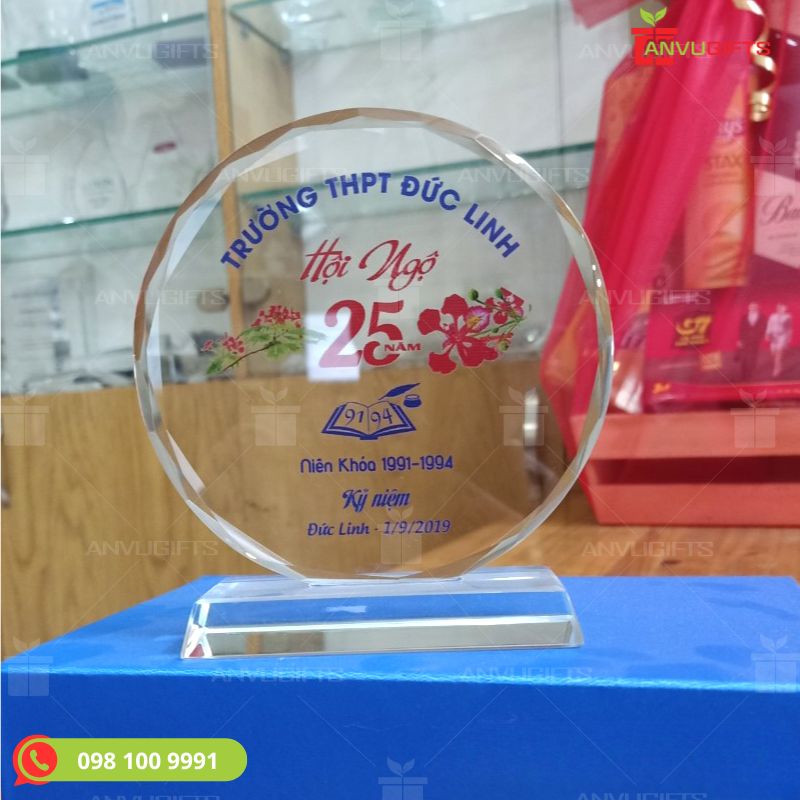 ANVUGIFTS
TRƯỜNG THPT ĐỨC LINH
Hội Ngộ
25
NĂM
91 94
Niên Khóa 1991-1994
Kỷ niệm
Đức Linh - 1/9/2019
098 100 9991